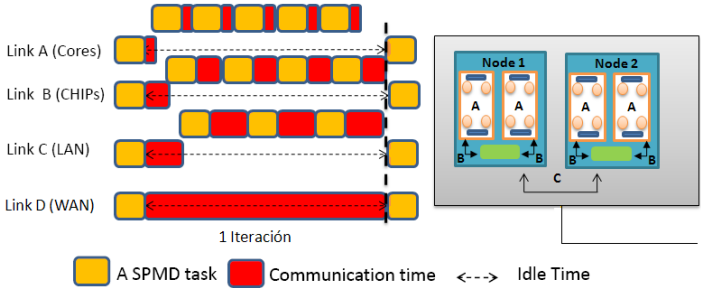 Link A (Cores)
Link B (CHIPs)
Link C (LAN)
Link D (WAN)
1 Iteración
A SPMD task
Communication time
Idle Time
Node 1
Node 2
A
A
A
A
B
B
B
B
C